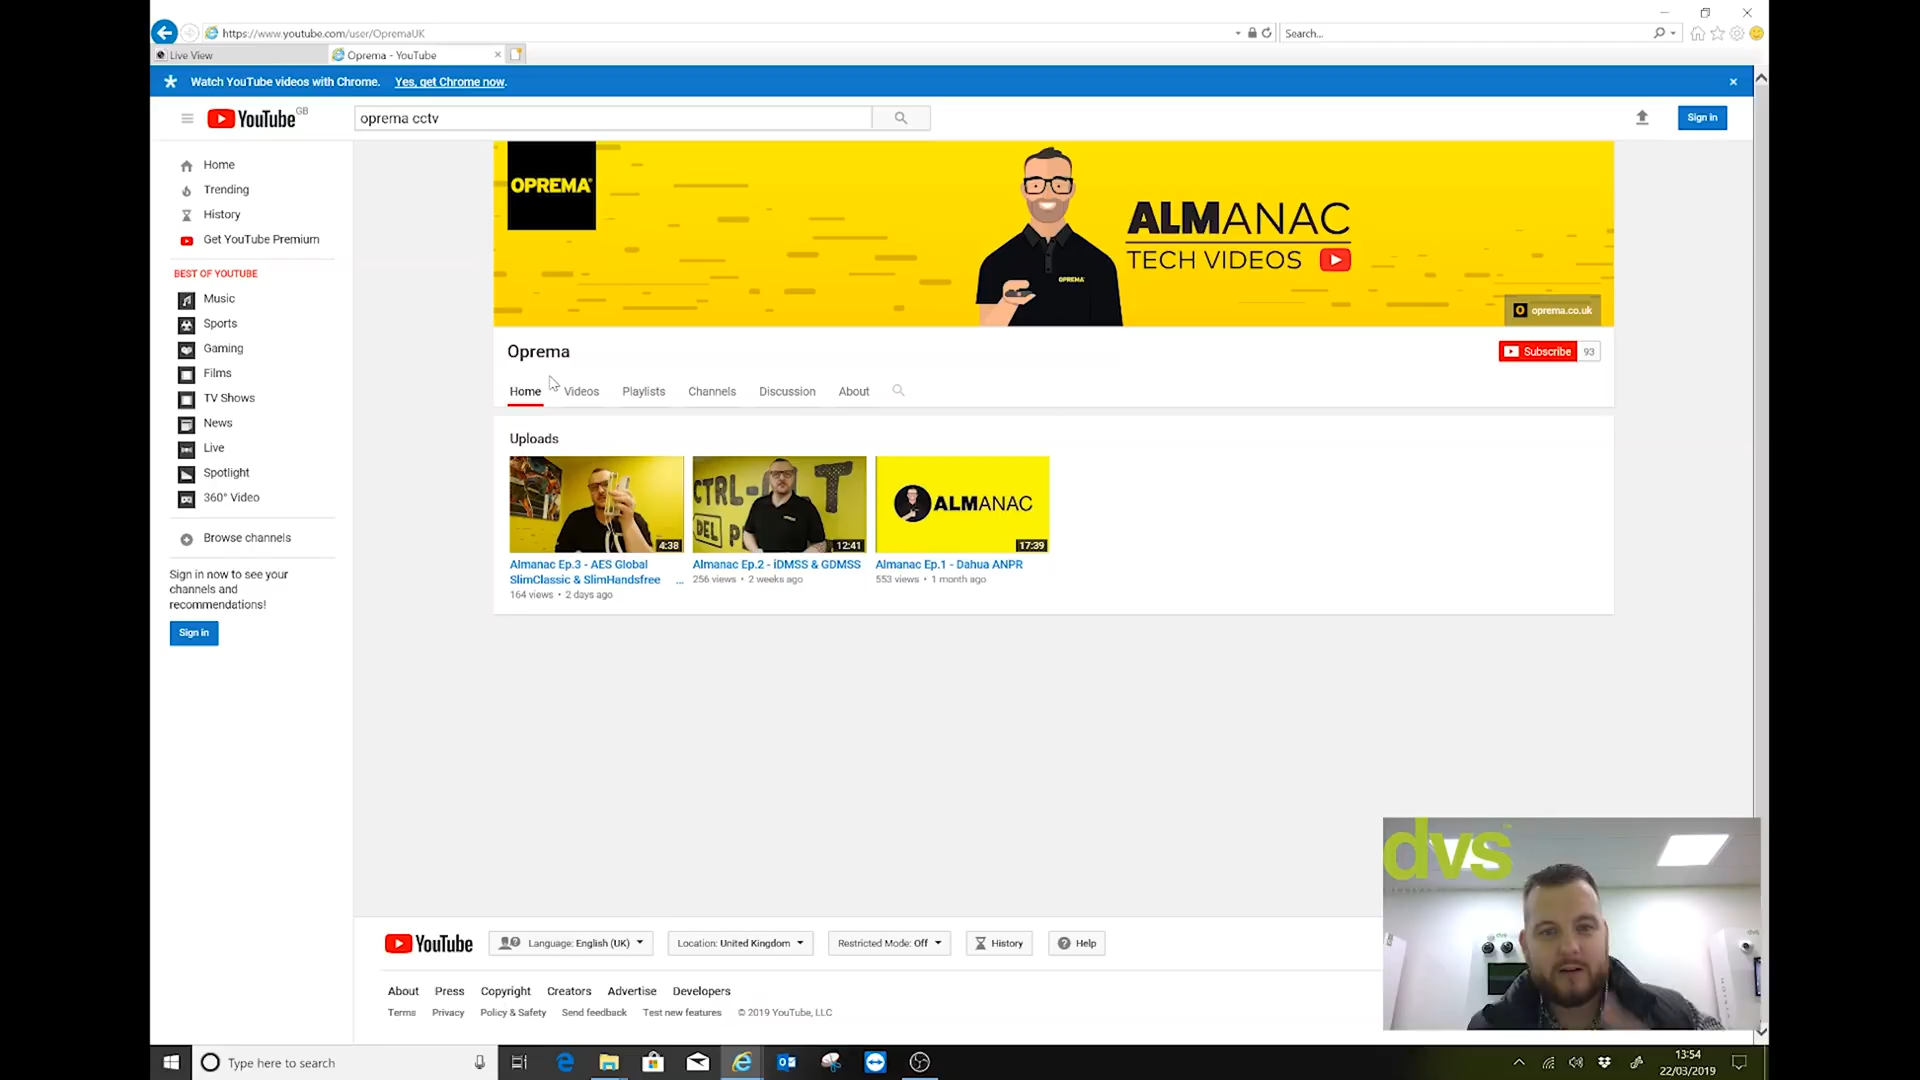 https://www.youtube.com/user/OpremaUK
Search...
Live View
Oprema - YouTube
Watch YouTube videos with Chrome. Yes, get Chrome now.
YouTube GB
oprema cctv
Sign in
Home
Trending
History
Get YouTube Premium
BEST OF YOUTUBE
Music
Sports
Gaming
Films
TV Shows
News
Live
Spotlight
360° Video
Browse channels
Sign in now to see your
channels and
recommendations!
Sign in
OPREMA
OPREMA
ALMANAC
TECH VIDEOS
oprema.co.uk
Oprema
Subscribe 93
Home Videos Playlists Channels Discussion About
Uploads
CTRL-
DEL
ALMANAC
4:38
12:41
17:39
Almanac Ep.3 - AES Global
SlimClassic & SlimHandsfree ...
164 views • 2 days ago
Almanac Ep.2 - iDMSS & GDMSS
256 views • 2 weeks ago
Almanac Ep.1 - Dahua ANPR
553 views • 1 month ago
dvs
YouTube
Language: English (UK)
Location: United Kingdom
Restricted Mode: Off
History
Help
About Press Copyright Creators Advertise Developers
Terms Privacy Policy & Safety Send feedback Test new features © 2019 YouTube, LLC
Type here to search
13:54
22/03/2019